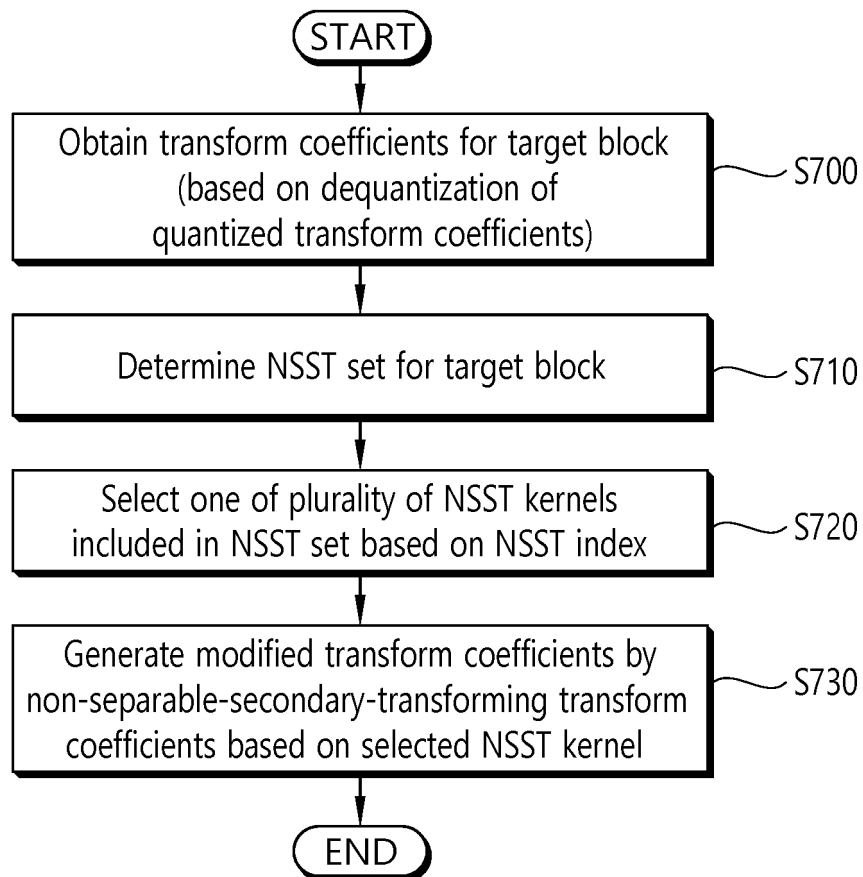 START
Obtain transform coefficients for target block
(based on dequantization of
quantized transform coefficients)
S700
Determine NSST set for target block
S710
Select one of plurality of NSST kernels
included in NSST set based on NSST index
S720
Generate modified transform coefficients by
non-separable-secondary-transforming transform
coefficients based on selected NSST kernel
S730
END